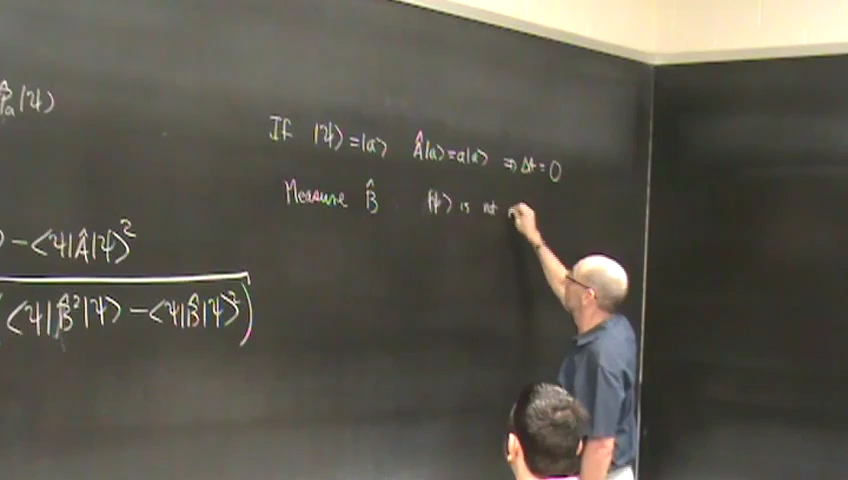 P̂ₐ|Ψ⟩
If |Ψ⟩ = |a⟩ Â|a⟩ = a|a⟩ ⇒ ΔA = 0
Measure B̂. |ψ⟩ is not
⟩ - ⟨Ψ|Â|Ψ⟩²
(⟨Ψ|B̂²|Ψ⟩ - ⟨Ψ|B̂|Ψ⟩²)